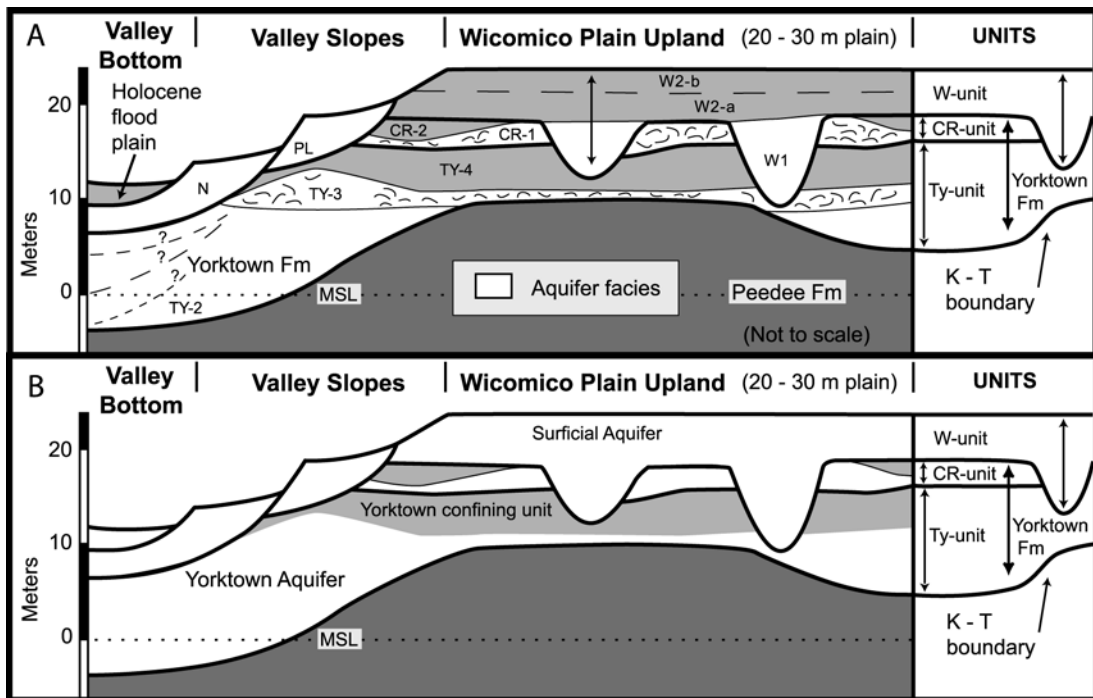 A
Valley
Bottom
Valley Slopes
Wicomico Plain Upland (20 - 30 m plain)
UNITS
Holocene
flood
plain
20
10
0
Meters
W2-b
W2-a
CR-2
CR-1
PL
N
TY-4
TY-3
W1
?
?
?
Yorktown Fm
TY-2
MSL
Aquifer facies
Peedee Fm
(Not to scale)
W-unit
CR-unit
Ty-unit
Yorktown
Fm
K - T
boundary
B
Valley
Bottom
Valley Slopes
Wicomico Plain Upland (20 - 30 m plain)
UNITS
20
10
0
Meters
Surficial Aquifer
Yorktown confining unit
Yorktown Aquifer
MSL
W-unit
CR-unit
Ty-unit
Yorktown
Fm
K - T
boundary